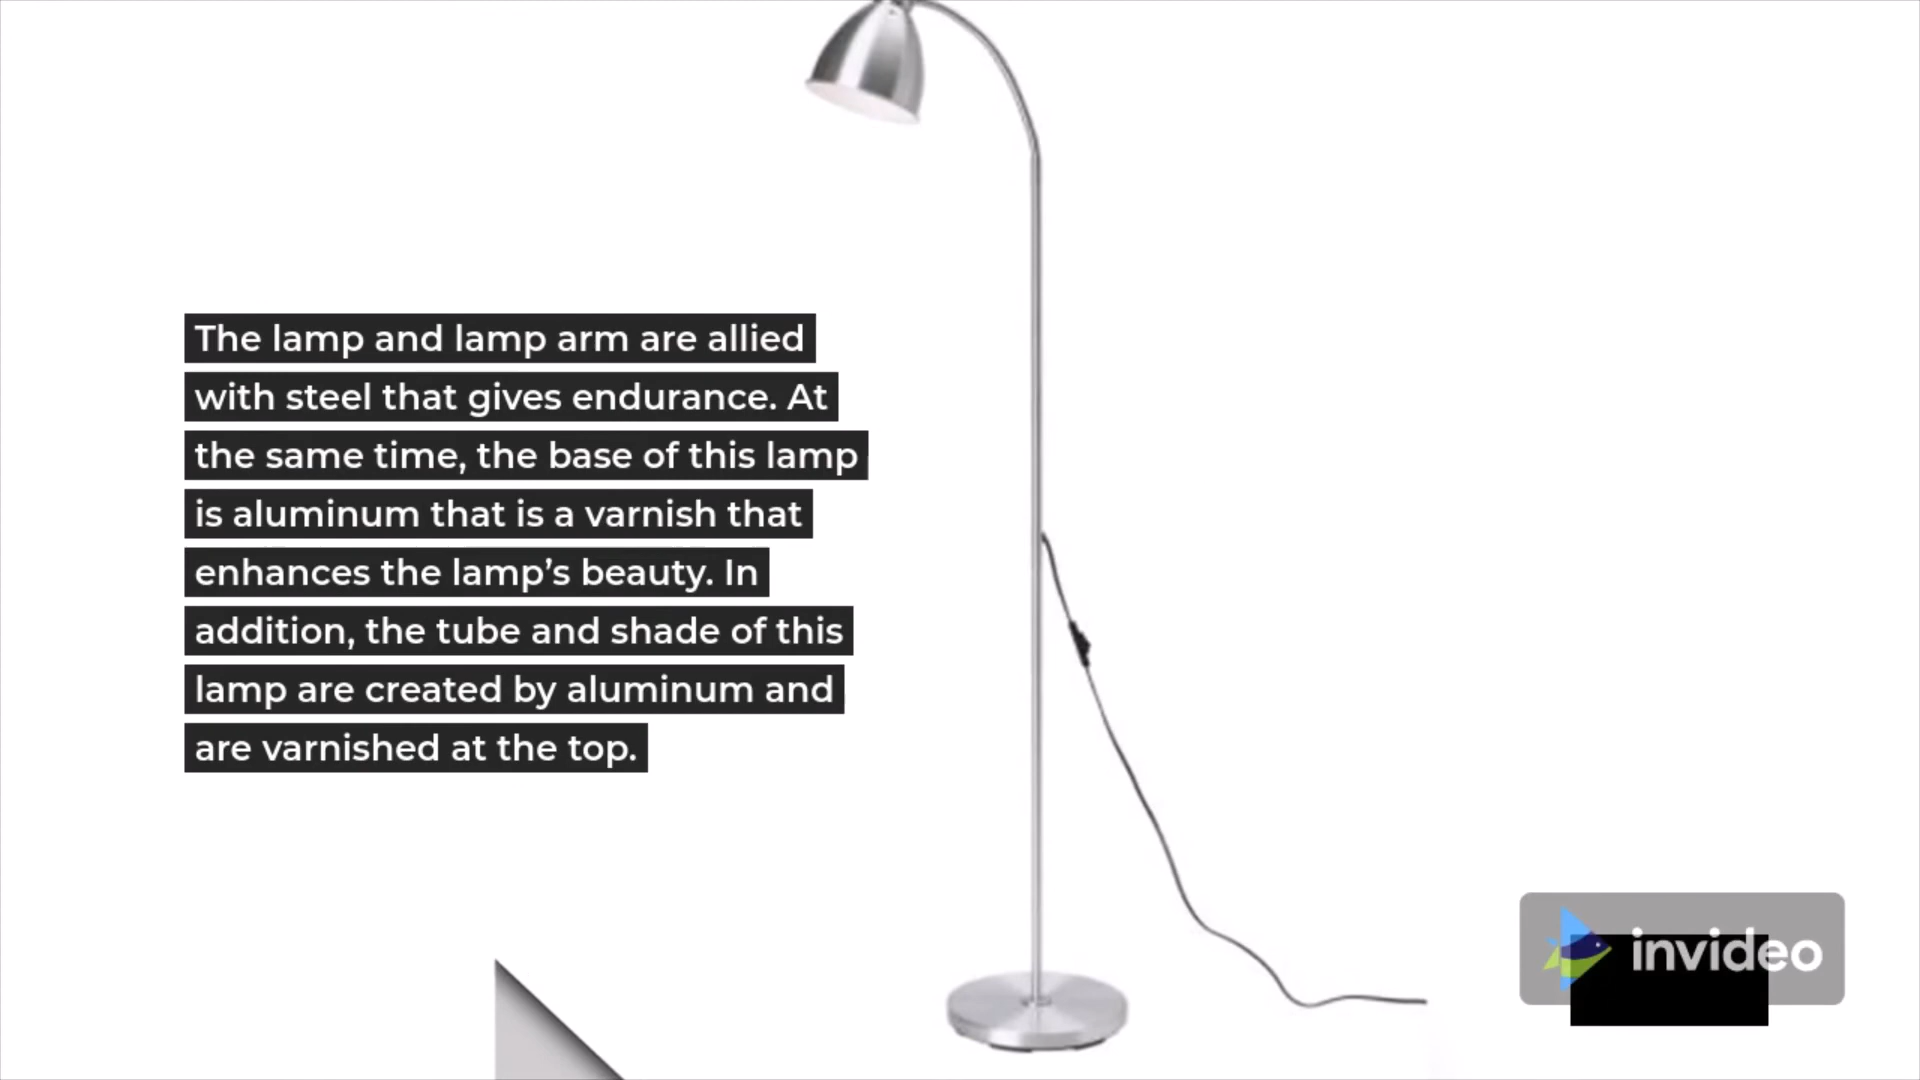 The lamp and lamp arm are allied
with steel that gives endurance. At
the same time, the base of this lamp
is aluminum that is a varnish that
enhances the lamp’s beauty. In
addition, the tube and shade of this
lamp are created by aluminum and
are varnished at the top.
invideo